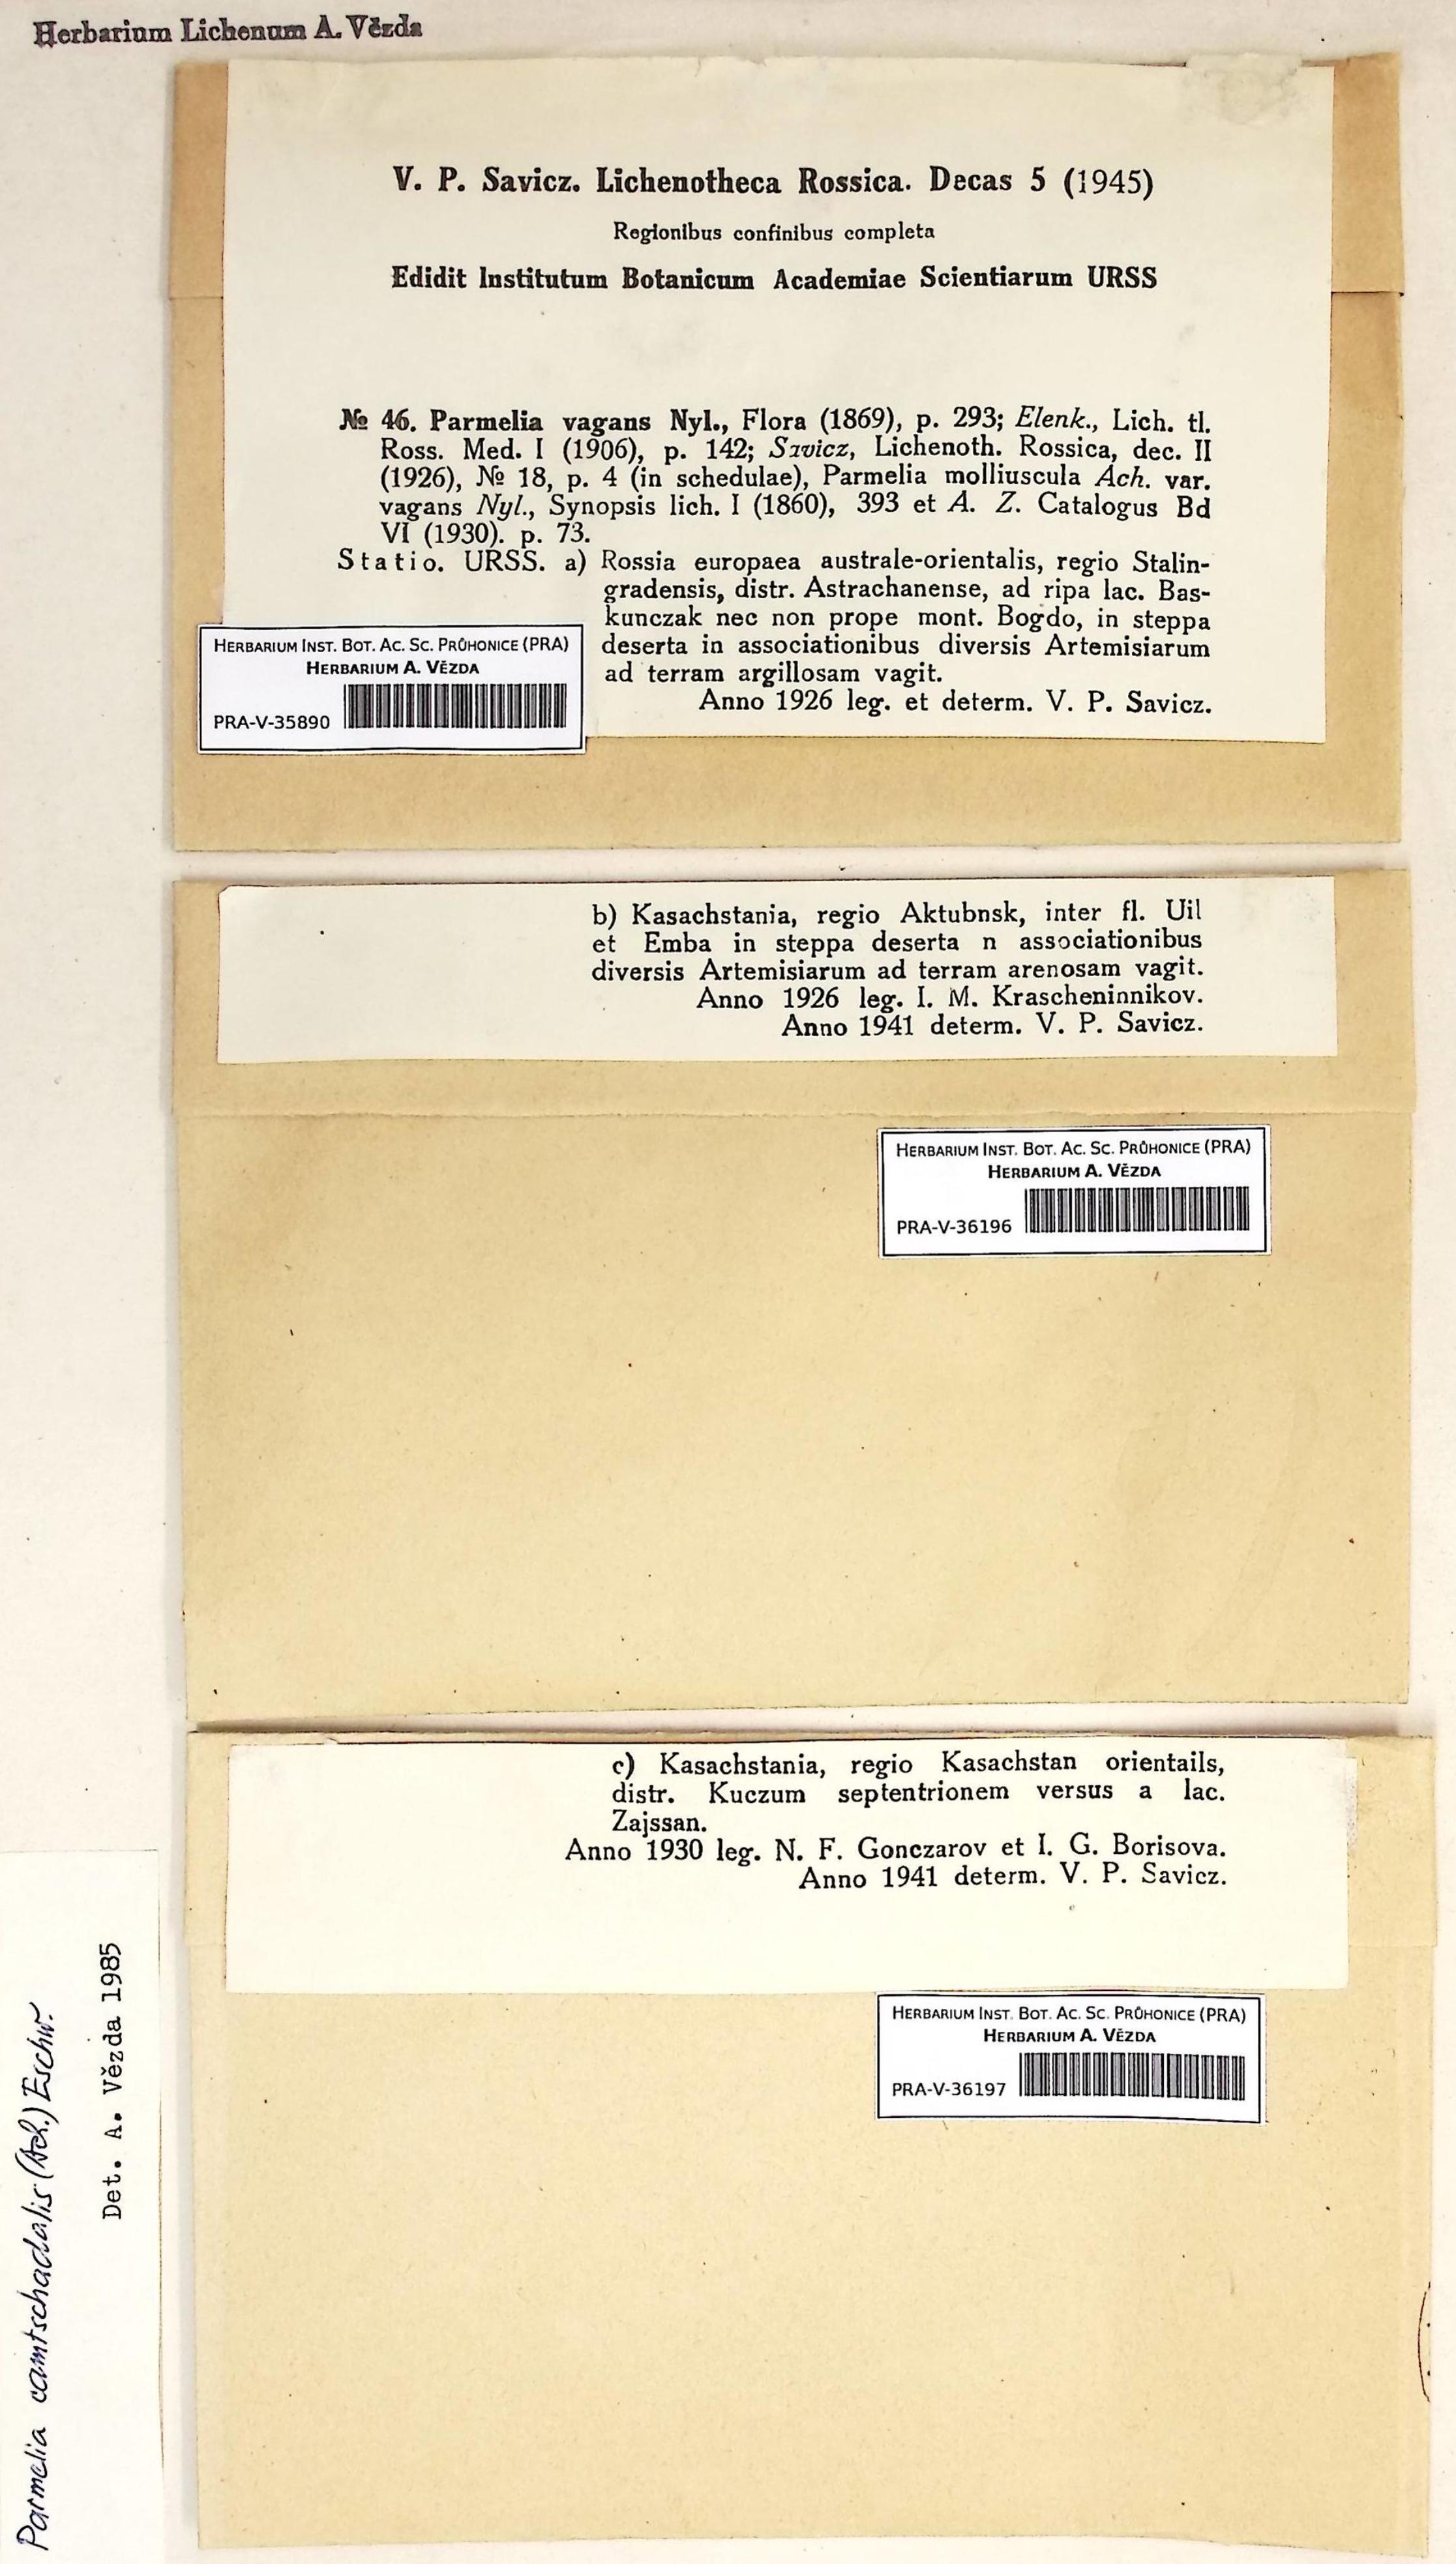 Herbarium Lichenum A. Vězda
V. P. Savicz. Lichenotheca Rossica. Decas 5 (1945)
Regionibus confinibus completa
Edidit Institutum Botanicum Academiae Scientiarum URSS
№ 46. Parmelia vagans Nyl., Flora (1869), p. 293; Elenk., Lich. tl.
Ross. Med. I (1906), p. 142; Savicz, Lichenoth. Rossica, dec. II
(1926), № 18, p. 4 (in schedulae), Parmelia molliuscula Ach. var.
vagans Nyl., Synopsis lich. I (1860), 393 et A. Z. Catalogus Bd
VI (1930). p. 73.
Statio. URSS. a) Rossia europaea australe-orientalis, regio Stalin-
gradensis, distr. Astrachanense, ad ripa lac. Bas-
kunczak nec non prope mont. Bogdo, in steppa
deserta in associationibus diversis Artemisiarum
ad terram argillosam vagit.
Anno 1926 leg. et determ. V. P. Savicz.
HERBARIUM INST. BOT. AC. SC. PRŮHONICE (PRA)
HERBARIUM A. VĚZDA
PRA-V-35890
b) Kasachstania, regio Aktubnsk, inter fl. Uil
et Emba in steppa deserta n associationibus
diversis Artemisiarum ad terram arenosam vagit.
Anno 1926 leg. I. M. Krascheninnikov.
Anno 1941 determ. V. P. Savicz.
HERBARIUM INST. BOT. AC. SC. PRŮHONICE (PRA)
HERBARIUM A. VĚZDA
PRA-V-36196
c) Kasachstania, regio Kasachstan orientails,
distr. Kuczum septentrionem versus a lac.
Zajssan.
Anno 1930 leg. N. F. Gonczarov et I. G. Borisova.
Anno 1941 determ. V. P. Savicz.
HERBARIUM INST. BOT. AC. SC. PRŮHONICE (PRA)
HERBARIUM A. VĚZDA
PRA-V-36197
Parmelia camtschadalis (Ach.) Eschw.
Det. A. Vězda 1985